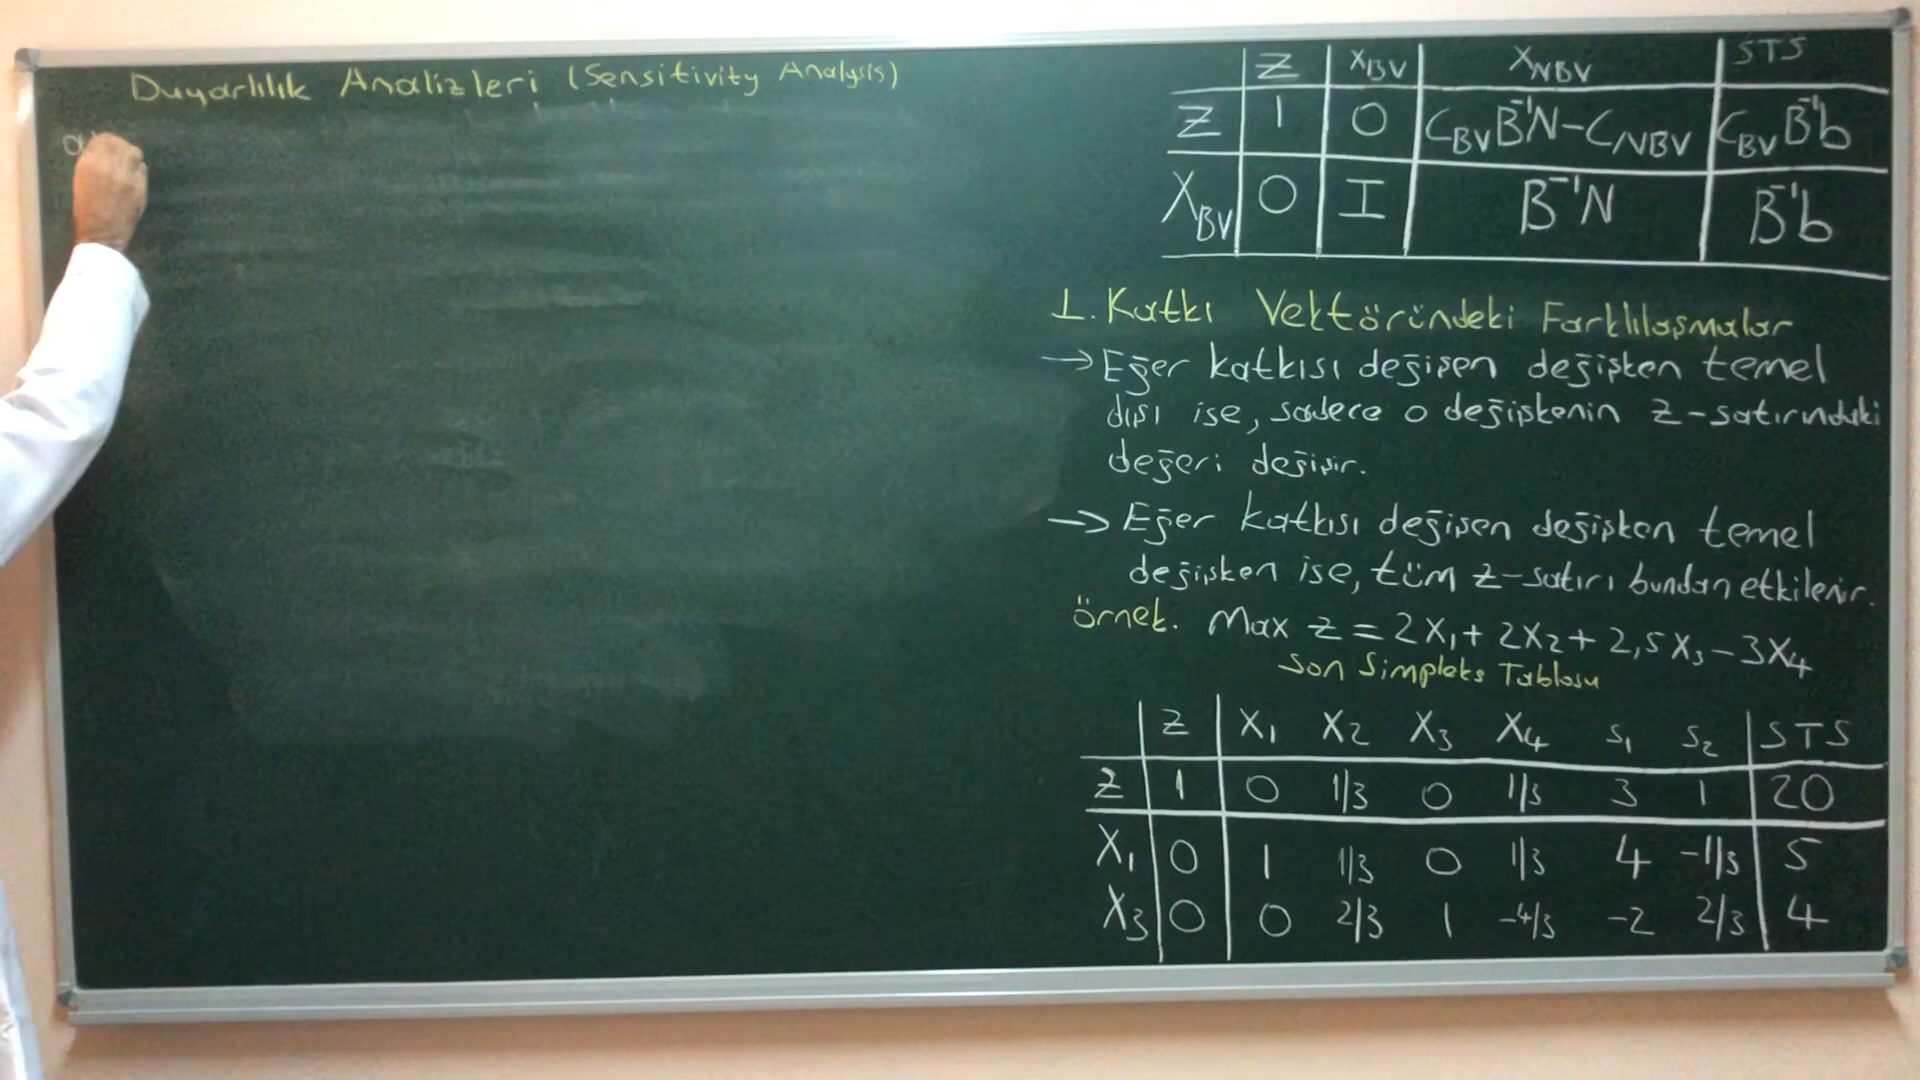 Duyarlılık Analizleri (Sensitivity Analysis)
Z X_BV X_NBV STS
Z 1 0 C_BV B⁻¹N-C_NBV C_BV B⁻¹b
X_BV 0 I B⁻¹N B⁻¹b
1. Katkı Vektöründeki Farklılaşmalar
→ Eğer katkısı değişen değişken temel
dışı ise, sadece o değişkenin z-satırındaki
değeri değişir.
→ Eğer katkısı değişen değişken temel
değişken ise, tüm z-satırı bundan etkilenir.
örnek. Max z = 2X₁ + 2X₂ + 2,5X₃ - 3X₄
Son Simpleks Tablosu
Z X₁ X₂ X₃ X₄ S₁ S₂ STS
Z 1 0 1/3 0 1/3 3 1 20
X₁ 0 1 1/3 0 1/3 4 -1/3 5
X₃ 0 0 2/3 1 -4/3 -2 2/3 4